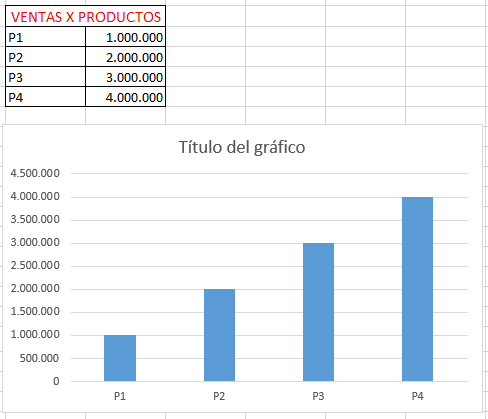 VENTAS X PRODUCTOS
P1 1.000.000
P2 2.000.000
P3 3.000.000
P4 4.000.000
Título del gráfico
4.500.000
4.000.000
3.500.000
3.000.000
2.500.000
2.000.000
1.500.000
1.000.000
500.000
0
P1 P2 P3 P4